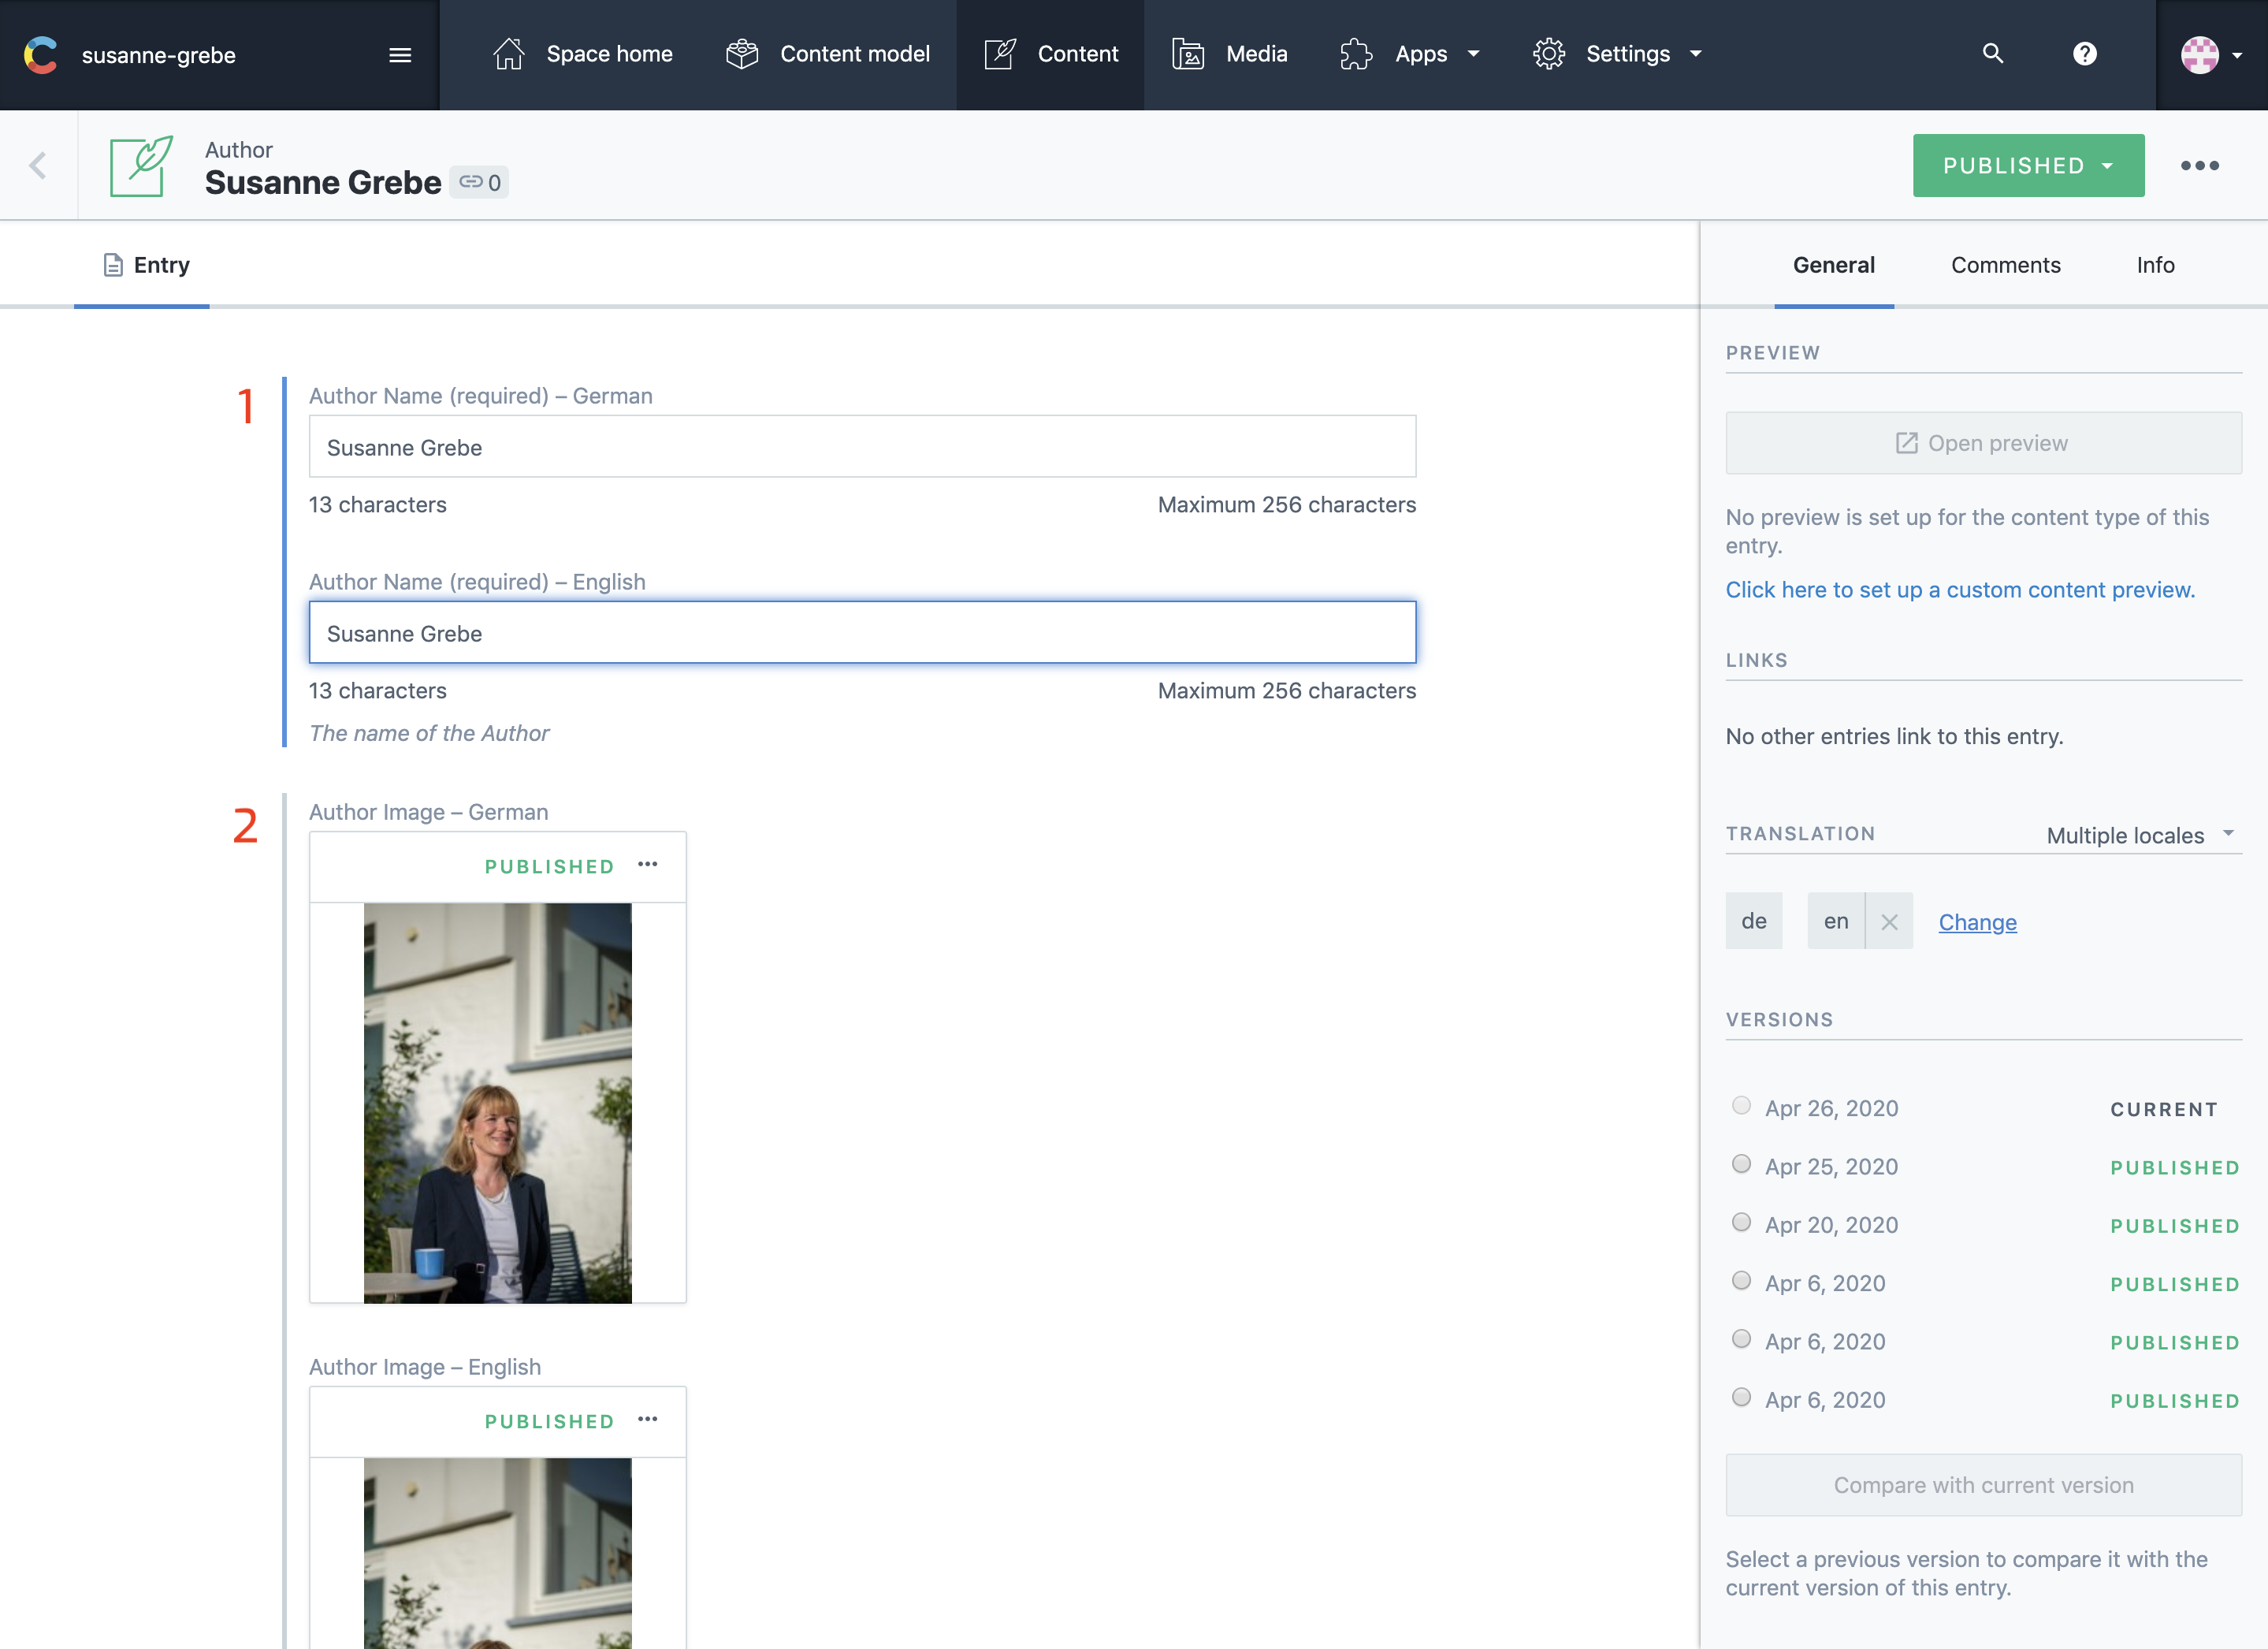 susanne-grebe
Space home
Content model
Content
Media
Apps
Settings
?
Author
Susanne Grebe
0
PUBLISHED
Entry
General
Comments
Info
1
Author Name (required) – German
Susanne Grebe
13 characters
Maximum 256 characters
Author Name (required) – English
Susanne Grebe
13 characters
Maximum 256 characters
The name of the Author
2
Author Image – German
PUBLISHED
Author Image – English
PUBLISHED
PREVIEW
Open preview
No preview is set up for the content type of this
entry.
Click here to set up a custom content preview.
LINKS
No other entries link to this entry.
TRANSLATION
Multiple locales
de
en
Change
VERSIONS
Apr 26, 2020 CURRENT
Apr 25, 2020 PUBLISHED
Apr 20, 2020 PUBLISHED
Apr 6, 2020 PUBLISHED
Apr 6, 2020 PUBLISHED
Apr 6, 2020 PUBLISHED
Compare with current version
Select a previous version to compare it with the
current version of this entry.